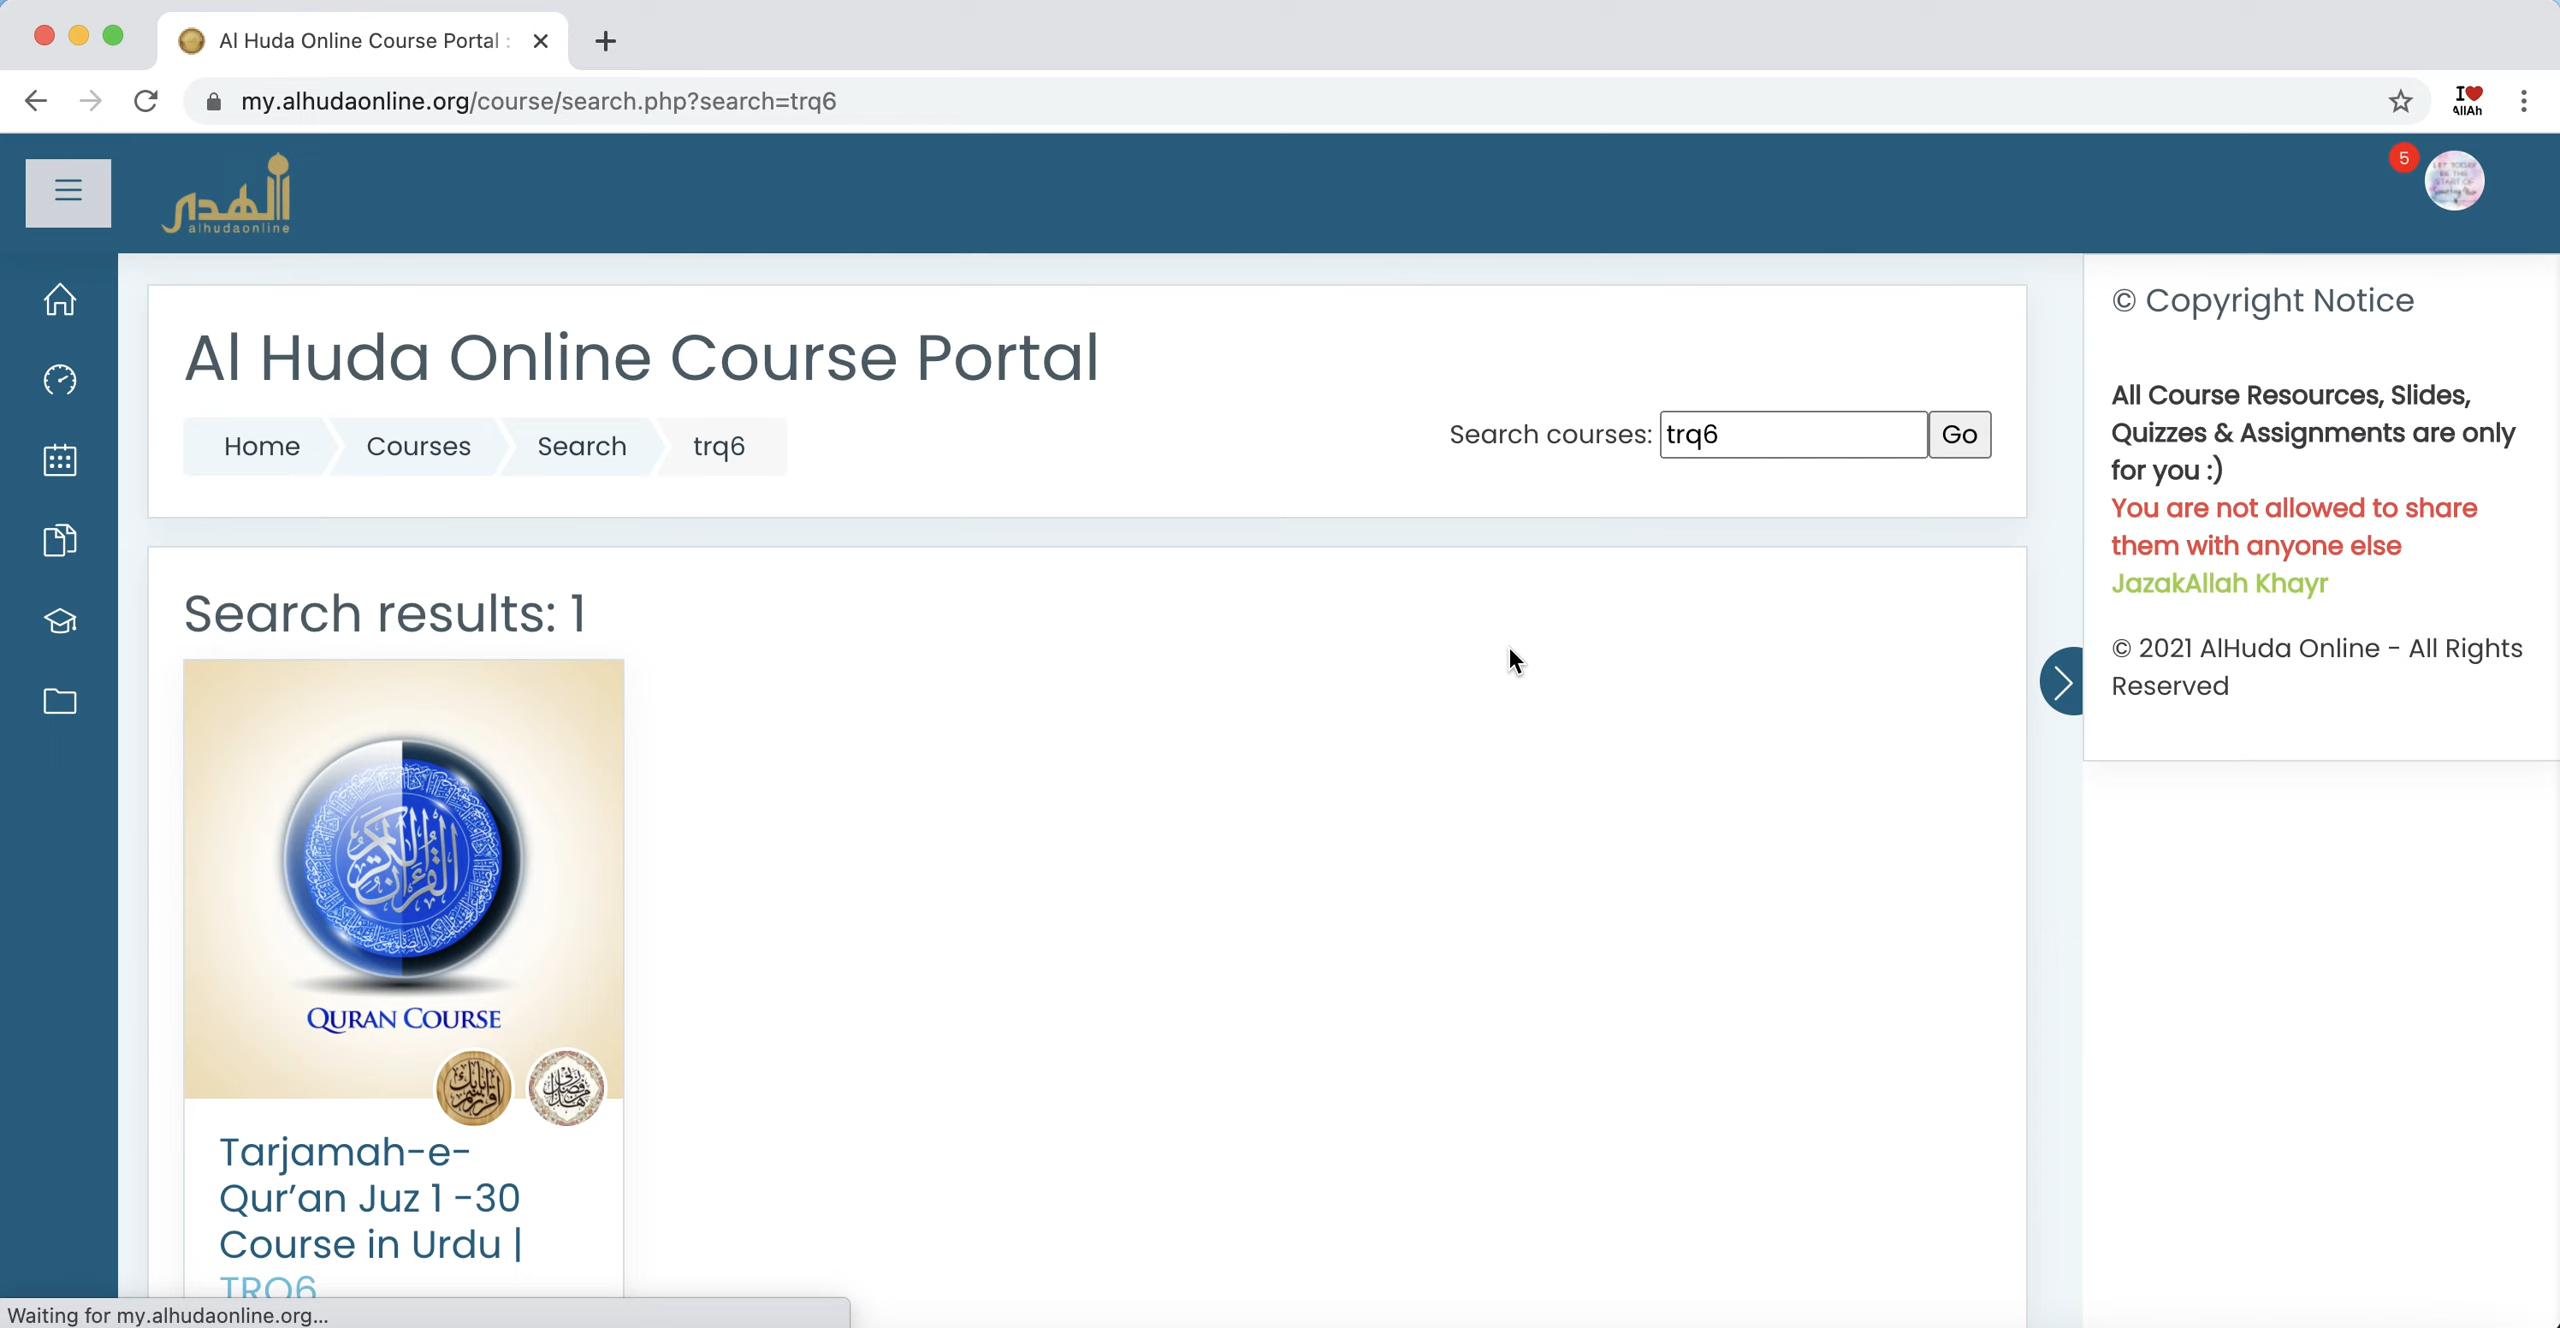 Al Huda Online Course Portal :
my.alhudaonline.org/course/search.php?search=trq6
I❤
AllAh
الهدى
alhudaonline
5
Al Huda Online Course Portal
Home
Courses
Search
trq6
Search courses: trq6 Go
Search results: 1
القرآن الكريم
QURAN COURSE
Tarjamah-e-
Qur’an Juz 1 -30
Course in Urdu |
TRQ6
© Copyright Notice
All Course Resources, Slides,
Quizzes & Assignments are only
for you :)
You are not allowed to share
them with anyone else
JazakAllah Khayr
© 2021 AlHuda Online - All Rights
Reserved
Waiting for my.alhudaonline.org...